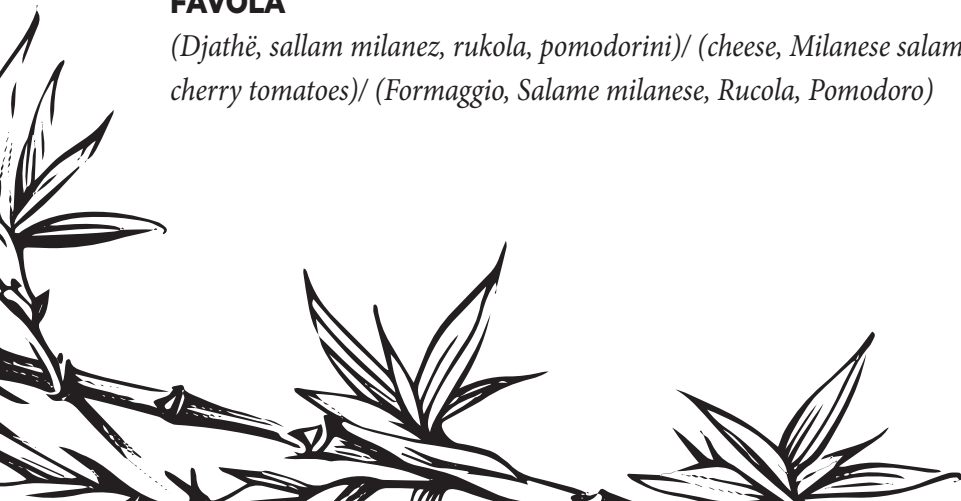 FAVOLA
(Djathë, sallam milanez, rukola, pomodorini)/ (cheese, Milanese salam
cherry tomatoes)/ (Formaggio, Salame milanese, Rucola, Pomodoro)